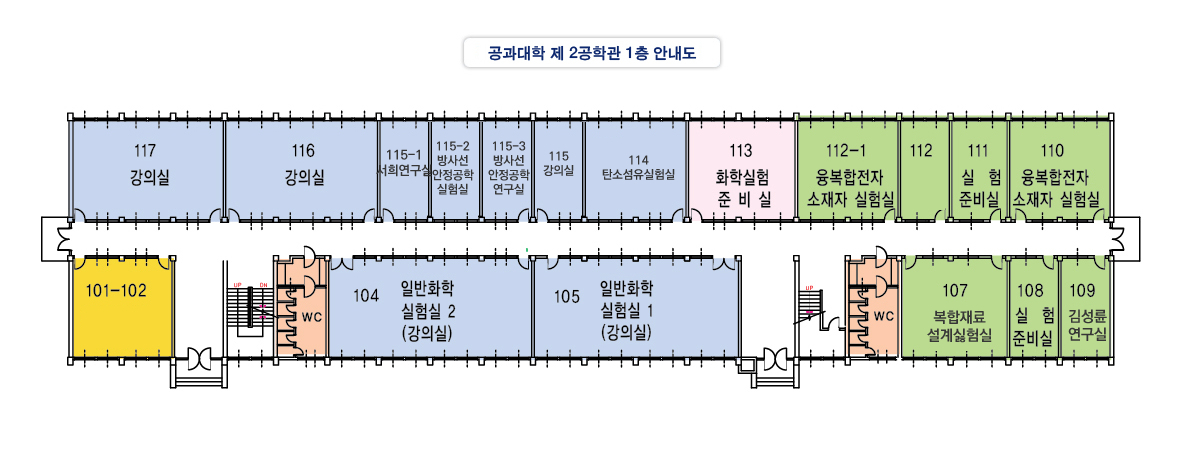 공과대학 제 2공학관 1층 안내도
117
강의실
116
강의실
115-1
서희연구실
115-2
방사선
안정공학
실험실
115-3
방사선
안정공학
연구실
115
강의실
114
탄소섬유실험실
113
화학실험
준 비 실
112-1
융복합전자
소재자 실험실
112
111
실 험
준비실
110
융복합전자
소재자 실험실
101-102
UP
DN
WC
104
일반화학
실험실 2
(강의실)
105
일반화학
실험실 1
(강의실)
UP
WC
107
복합재료
설계실험실
108
실 험
준비실
109
김성륜
연구실